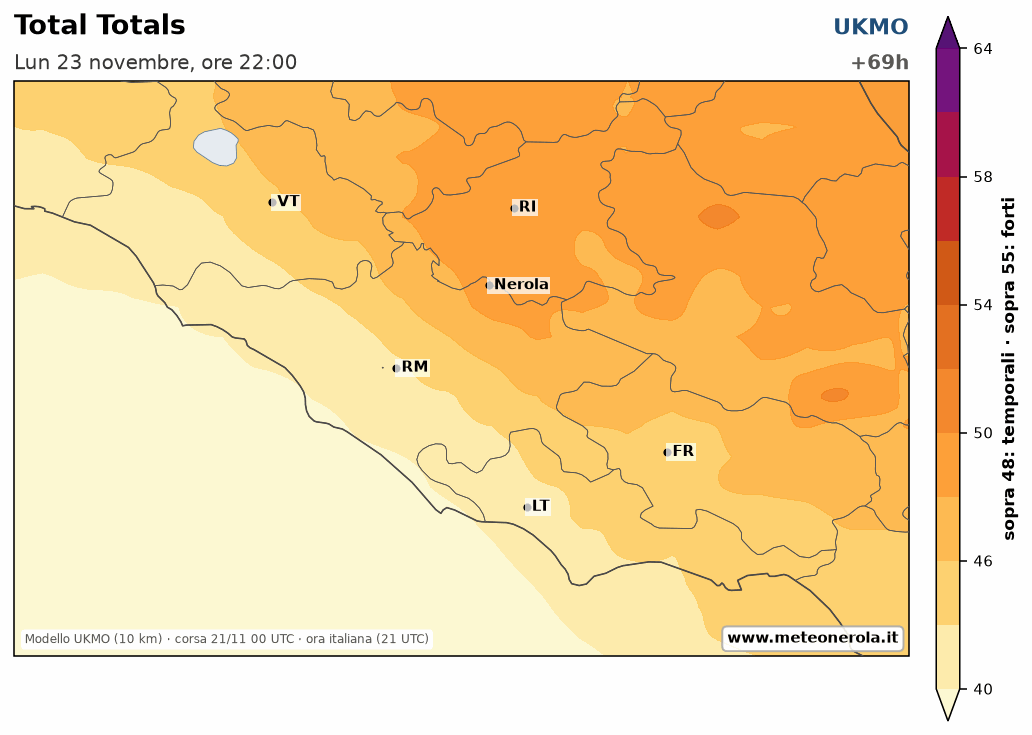 Total Totals
UKMO
Lun 23 novembre, ore 22:00
+69h
64
58
54
50
46
40
sopra 48: temporali · sopra 55: forti
VT
RI
Nerola
RM
FR
LT
Modello UKMO (10 km) · corsa 21/11 00 UTC · ora italiana (21 UTC)
www.meteonerola.it